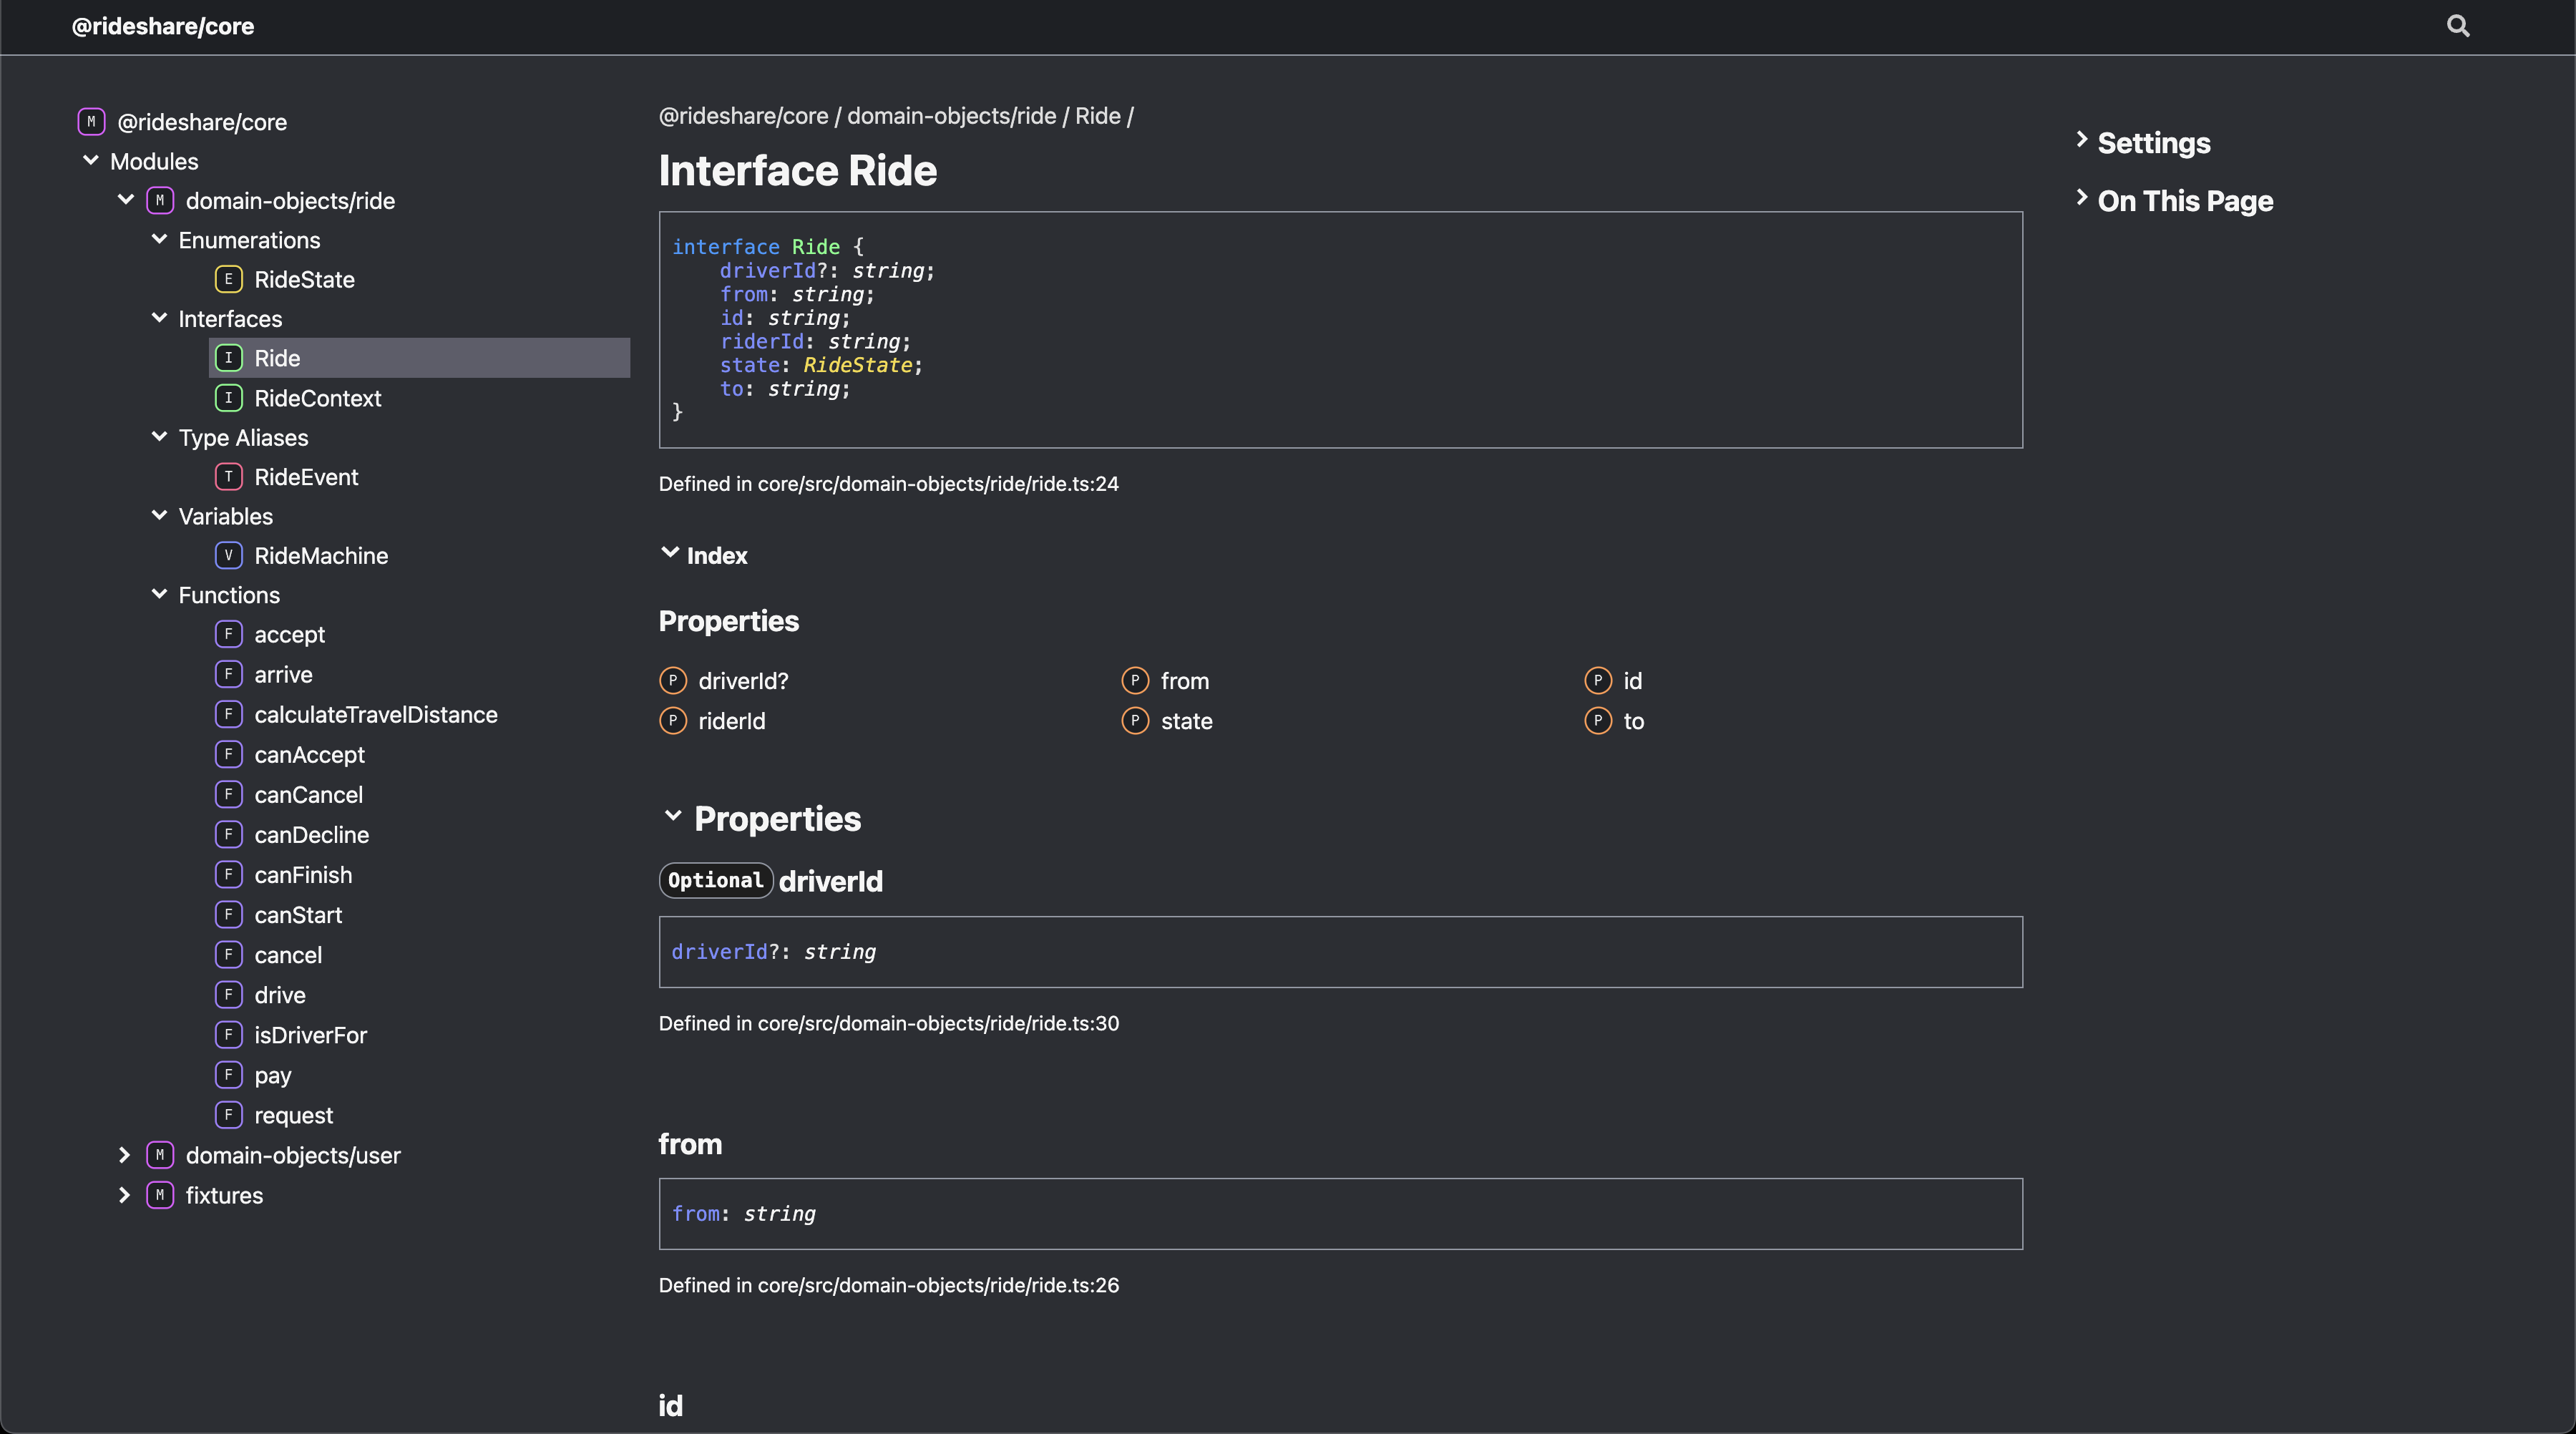 @rideshare/core
M @rideshare/core
Modules
M domain-objects/ride
Enumerations
E RideState
Interfaces
I Ride
I RideContext
Type Aliases
T RideEvent
Variables
V RideMachine
Functions
F accept
F arrive
F calculateTravelDistance
F canAccept
F canCancel
F canDecline
F canFinish
F canStart
F cancel
F drive
F isDriverFor
F pay
F request
M domain-objects/user
M fixtures
@rideshare/core / domain-objects/ride / Ride /
Interface Ride
interface Ride {
    driverId?: string;
    from: string;
    id: string;
    riderId: string;
    state: RideState;
    to: string;
}
Defined in core/src/domain-objects/ride/ride.ts:24
Index
Properties
P driverId? P from P id
P riderId P state P to
Properties
Optional driverId
driverId?: string
Defined in core/src/domain-objects/ride/ride.ts:30
from
from: string
Defined in core/src/domain-objects/ride/ride.ts:26
id
Settings
On This Page